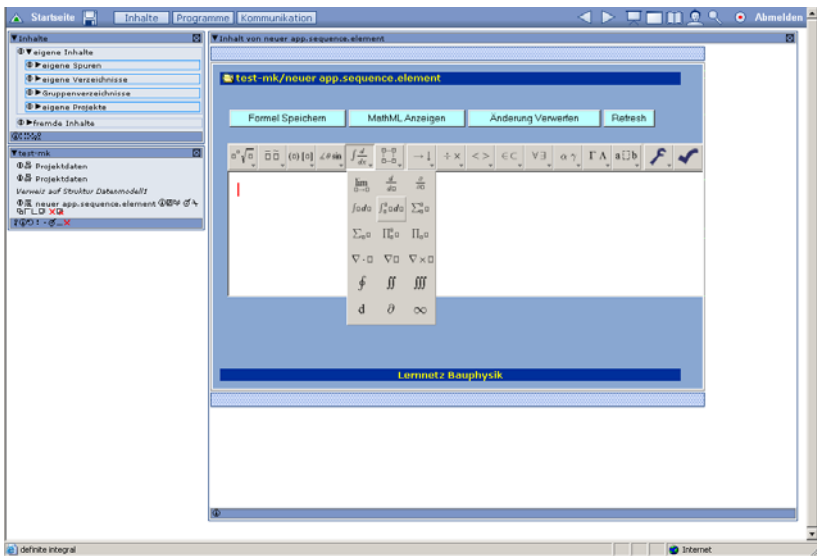 Startseite Inhalte Programme Kommunikation Abmelden
Inhalte
eigene Inhalte
eigene Spuren
eigene Verzeichnisse
Gruppenverzeichnisse
eigene Projekte
fremde Inhalte
test-mk
Projektdaten
Projektdaten
Verweis auf Struktur Datenmodell1
neuer app.sequence.element
Inhalt von neuer app.sequence.element
test-mk/neuer app.sequence.element
Formel Speichern MathML Anzeigen Änderung Verwerfen Refresh
lim
∮ ∬ ∭
d ∂ ∞
Lernnetz Bauphysik
definite integral Internet